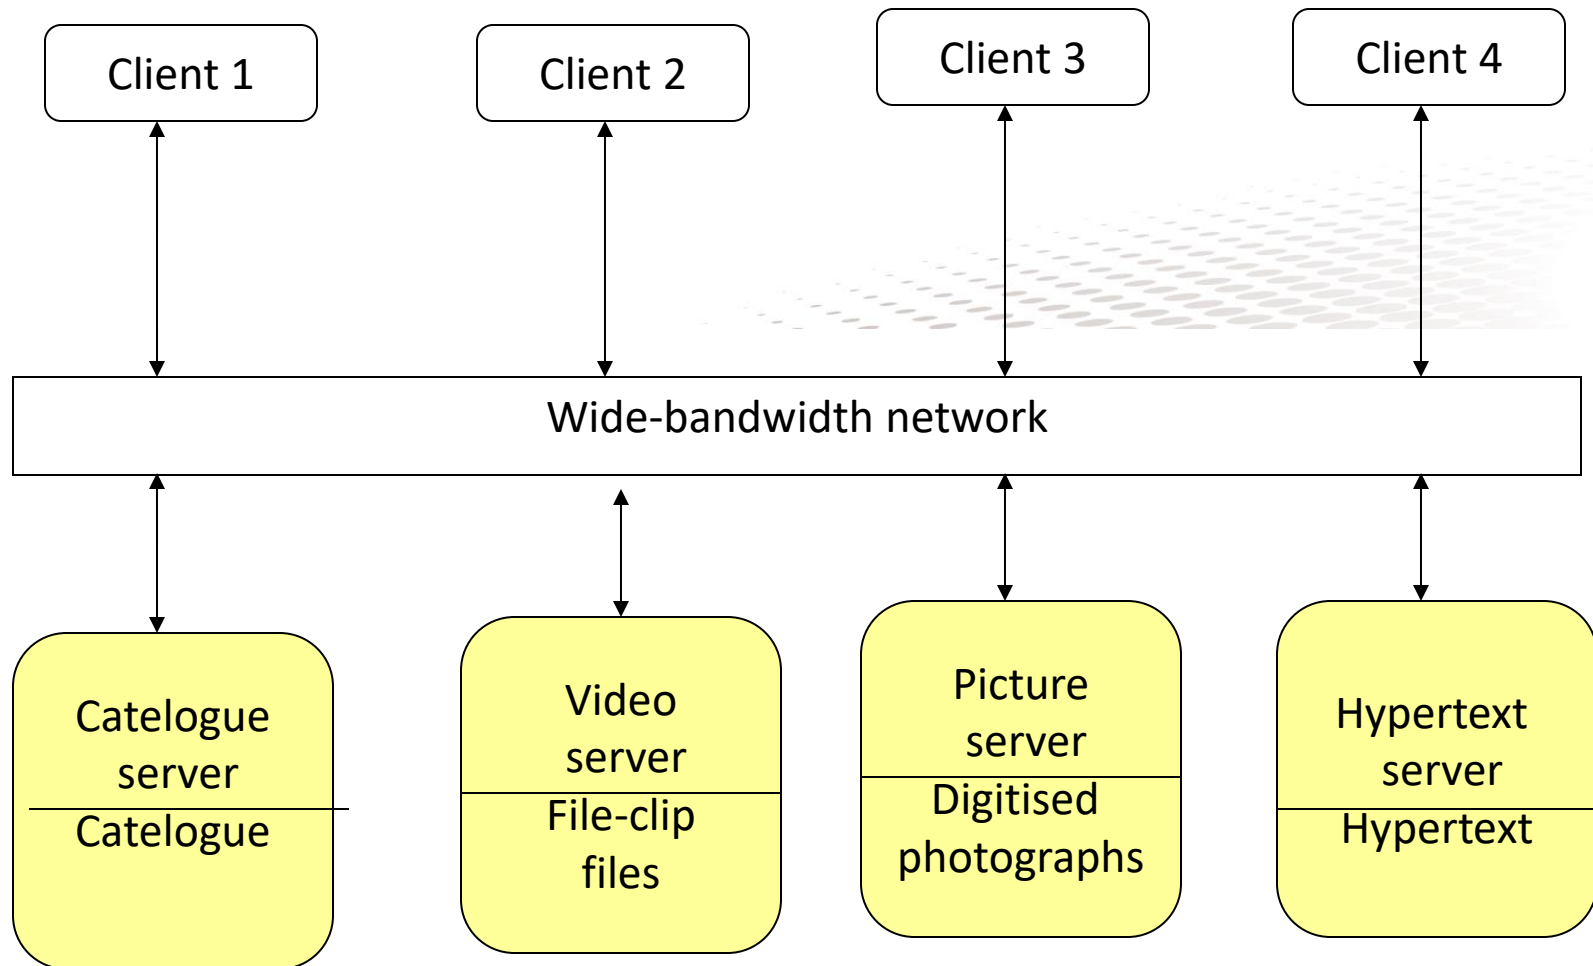 Client 1
Client 2
Client 3
Client 4
Wide-bandwidth network
Catelogue
server
Catelogue
Video
server
File-clip
files
Picture
server
Digitised
photographs
Hypertext
server
Hypertext